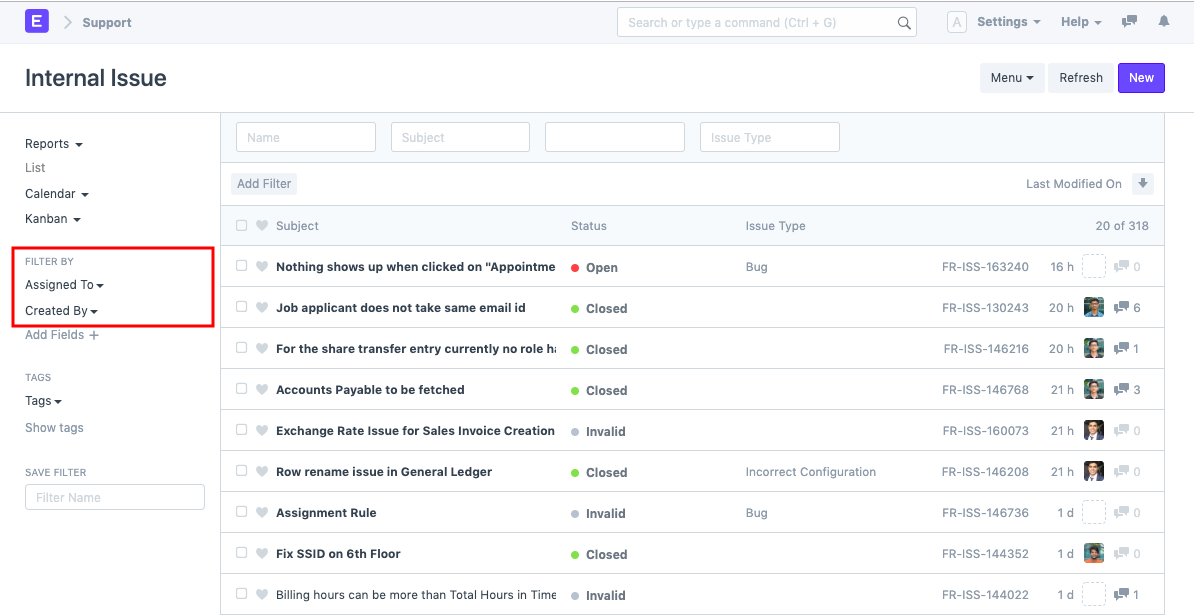 E Support Search or type a command (Ctrl + G) A Settings Help
Internal Issue Menu Refresh New
Reports
List
Calendar
Kanban
FILTER BY
Assigned To
Created By
Add Fields +
TAGS
Tags
Show tags
SAVE FILTER
Filter Name
Name Subject Issue Type
Add Filter Last Modified On
Subject Status Issue Type 20 of 318
Nothing shows up when clicked on "Appointme Open Bug FR-ISS-163240 16 h 0
Job applicant does not take same email id Closed FR-ISS-130243 20 h 6
For the share transfer entry currently no role ha Closed FR-ISS-146216 20 h 1
Accounts Payable to be fetched Closed FR-ISS-146768 21 h 3
Exchange Rate Issue for Sales Invoice Creation Invalid FR-ISS-160073 21 h 0
Row rename issue in General Ledger Closed Incorrect Configuration FR-ISS-146208 21 h 0
Assignment Rule Invalid Bug FR-ISS-146736 1 d 0
Fix SSID on 6th Floor Closed FR-ISS-144352 1 d 0
Billing hours can be more than Total Hours in Time Invalid FR-ISS-144022 1 d 1